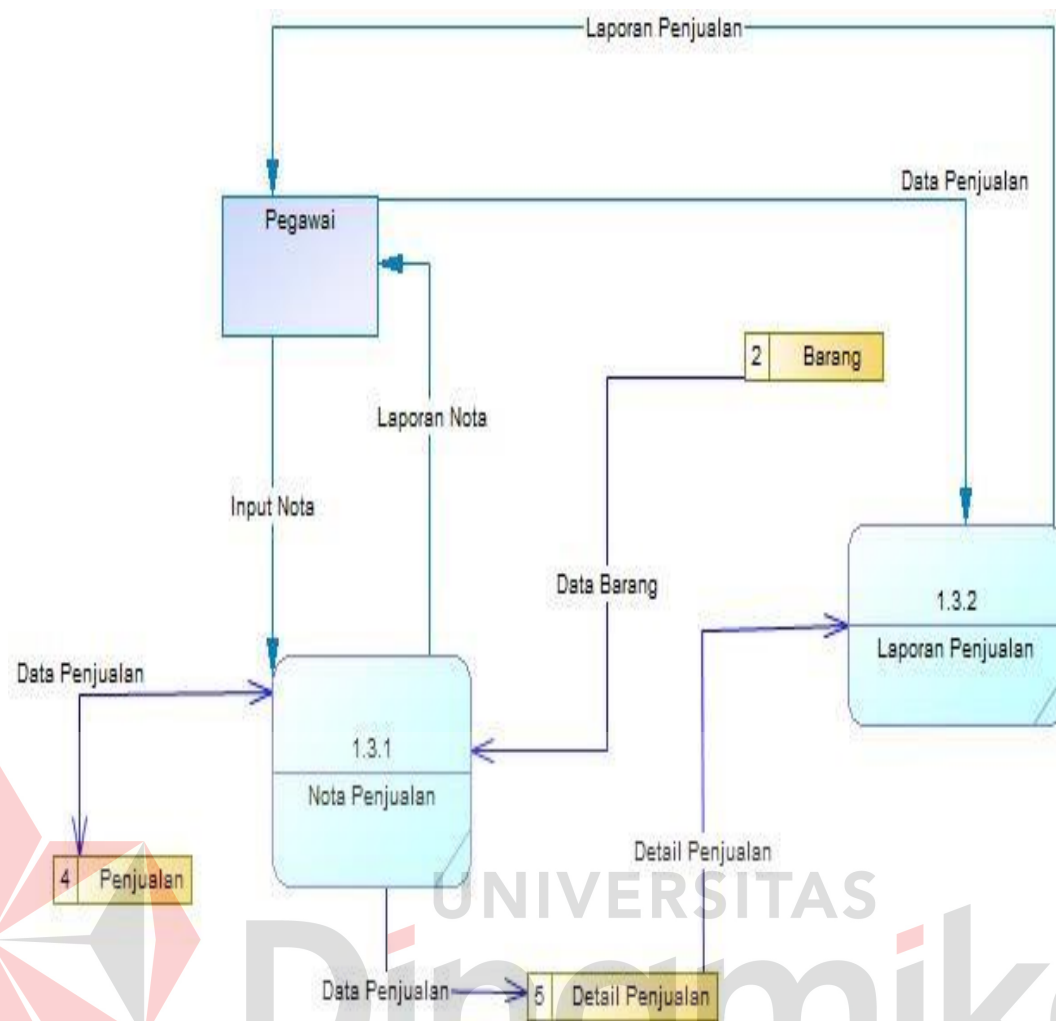 Laporan Penjualan
Data Penjualan
Pegawai
2 Barang
Laporan Nota
Input Nota
Data Barang
1.3.2
Laporan Penjualan
Data Penjualan
1.3.1
Nota Penjualan
Detail Penjualan
4 Penjualan
UNIVERSITAS
Dinamika
Data Penjualan
5 Detail Penjualan